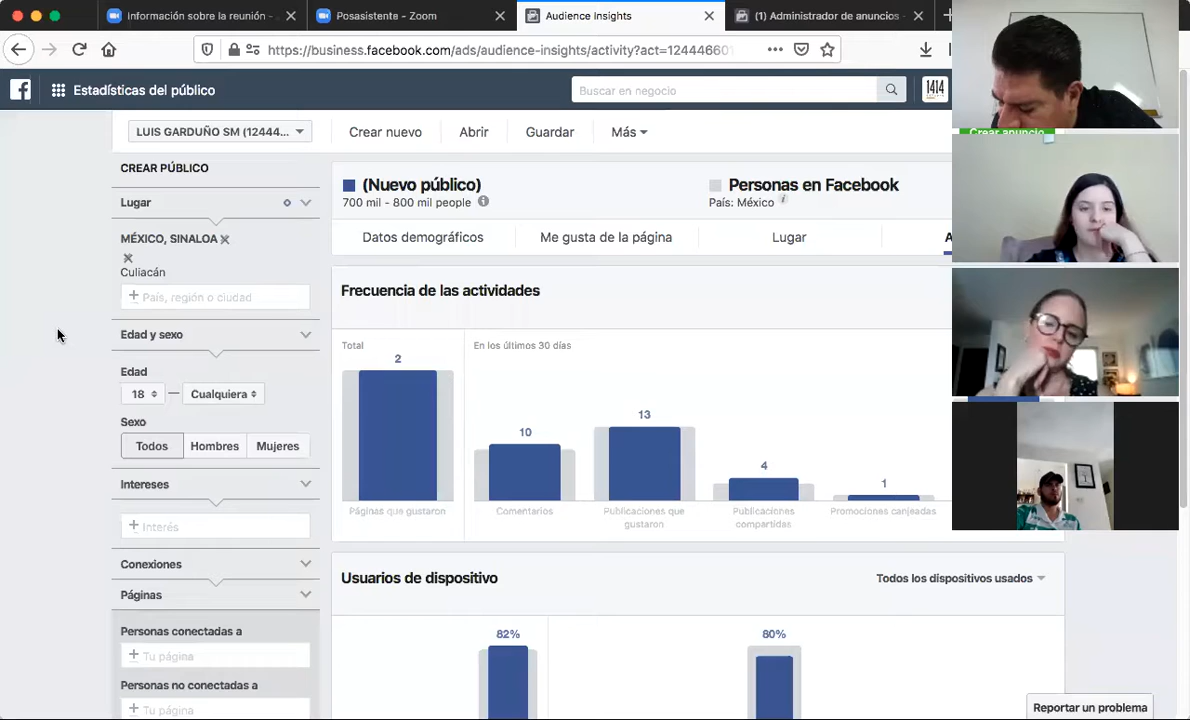 Información sobre la reunión -
Posasistente - Zoom
Audience Insights
(1) Administrador de anuncios -
https://business.facebook.com/ads/audience-insights/activity?act=12444660
Estadísticas del público
Buscar en negocio
1414
LUIS GARDUÑO SM (12444...
Crear nuevo
Abrir
Guardar
Más
Crear anuncio
CREAR PÚBLICO
Lugar
MÉXICO, SINALOA
Culiacán
País, región o ciudad
Edad y sexo
Edad
18 — Cualquiera
Sexo
Todos Hombres Mujeres
Intereses
Interés
Conexiones
Páginas
Personas conectadas a
Tu página
Personas no conectadas a
Tu página
(Nuevo público)
700 mil - 800 mil people
Personas en Facebook
País: México
Datos demográficos
Me gusta de la página
Lugar
A
Frecuencia de las actividades
Total
En los últimos 30 días
2
10
13
4
1
Páginas que gustaron
Comentarios
Publicaciones que
gustaron
Publicaciones
compartidas
Promociones canjeadas
Usuarios de dispositivo
Todos los dispositivos usados
82%
80%
Reportar un problema